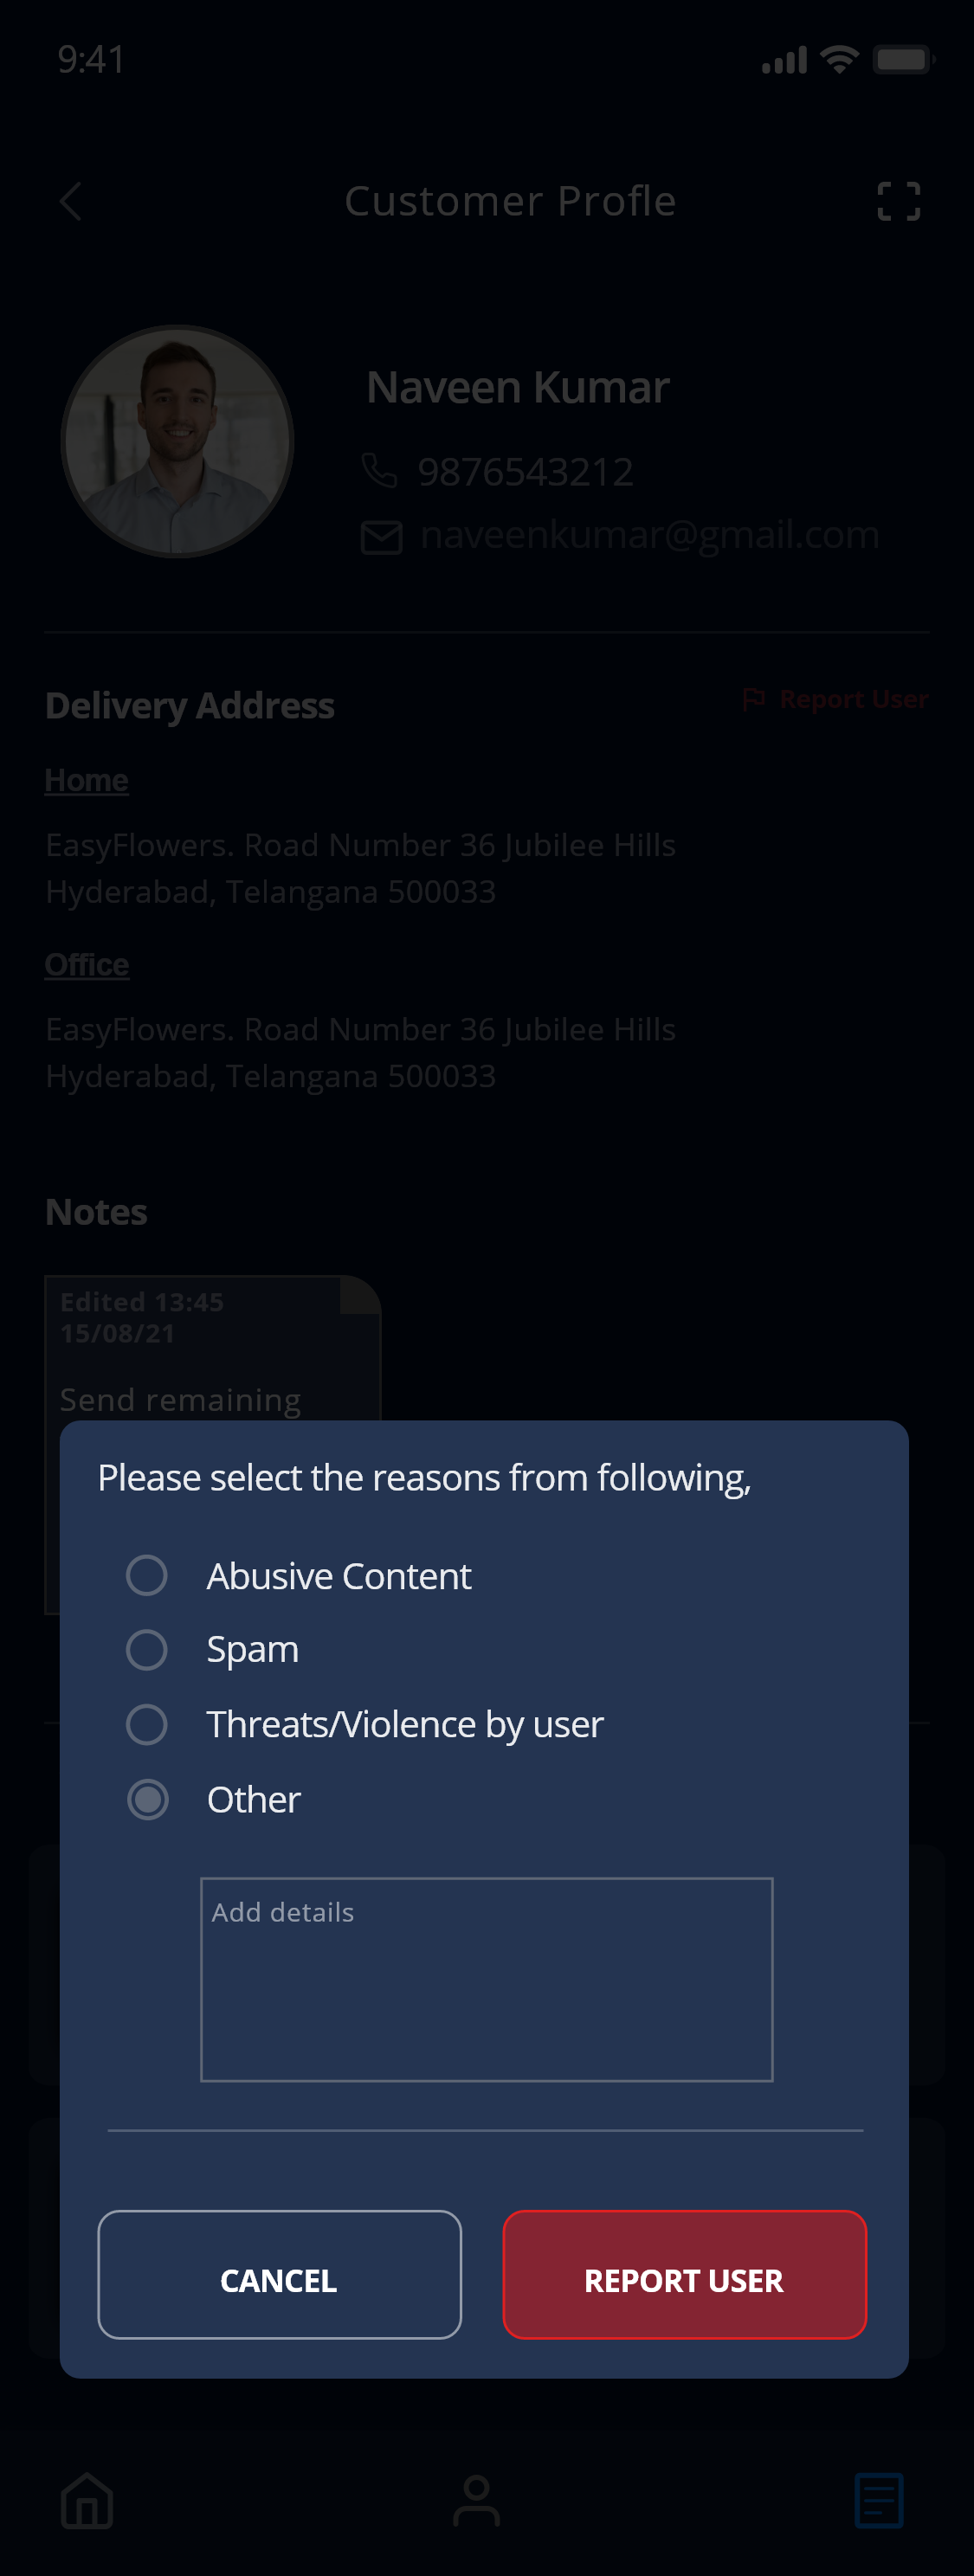 9:41
Customer Profle
Naveen Kumar
9876543212
naveenkumar@gmail.com
Delivery Address
Report User
Home
EasyFlowers. Road Number 36 Jubilee Hills
Hyderabad, Telangana 500033
Office
EasyFlowers. Road Number 36 Jubilee Hills
Hyderabad, Telangana 500033
Notes
Edited 13:45
15/08/21
Send remaining
Please select the reasons from following,
Abusive Content
Spam
Threats/Violence by user
Other
Add details
CANCEL
REPORT USER